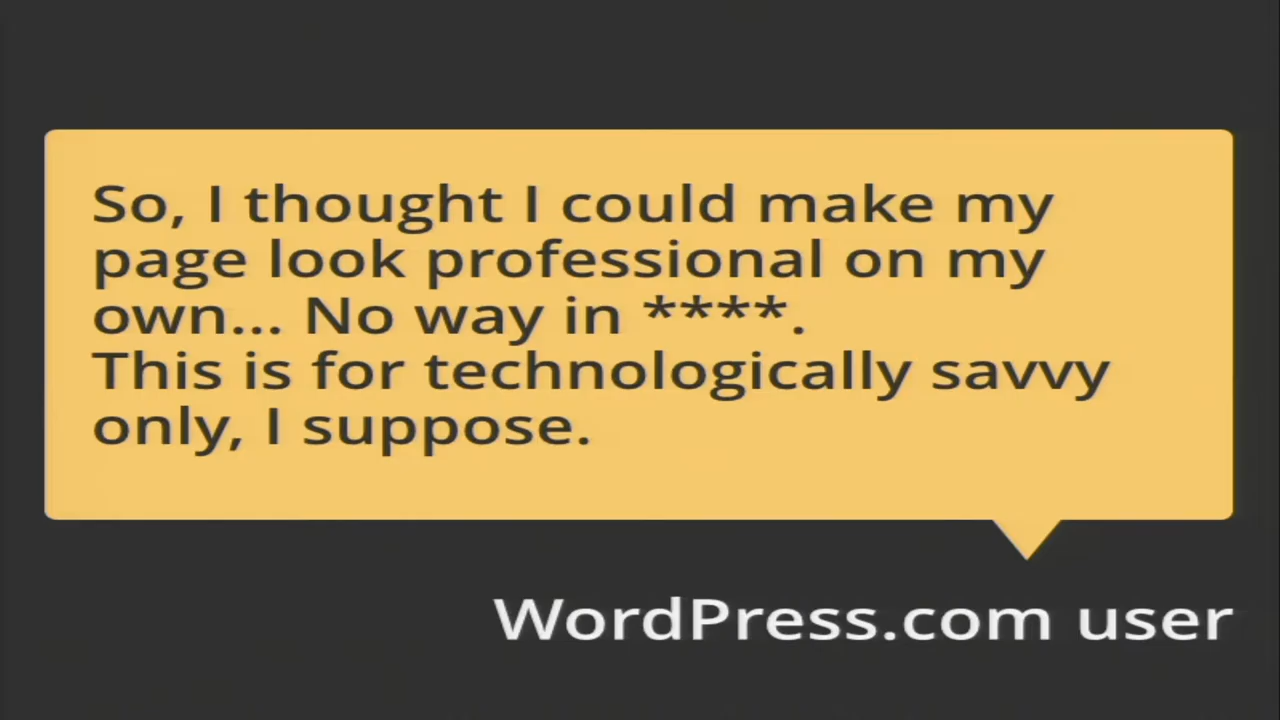 So, I thought I could make my
page look professional on my
own... No way in ****.
This is for technologically savvy
only, I suppose.
WordPress.com user